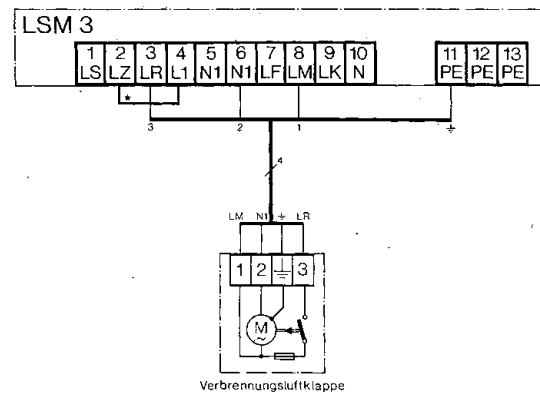 LSM 3
1 2 3 4 5 6 7 8 9 10 11 12 13
LS LZ LR L1 N1 N1 LF LM LK N PE PE PE
*
3 2 1
4
LM N1 LR
1 2 3
M
~
Verbrennungsluftklappe